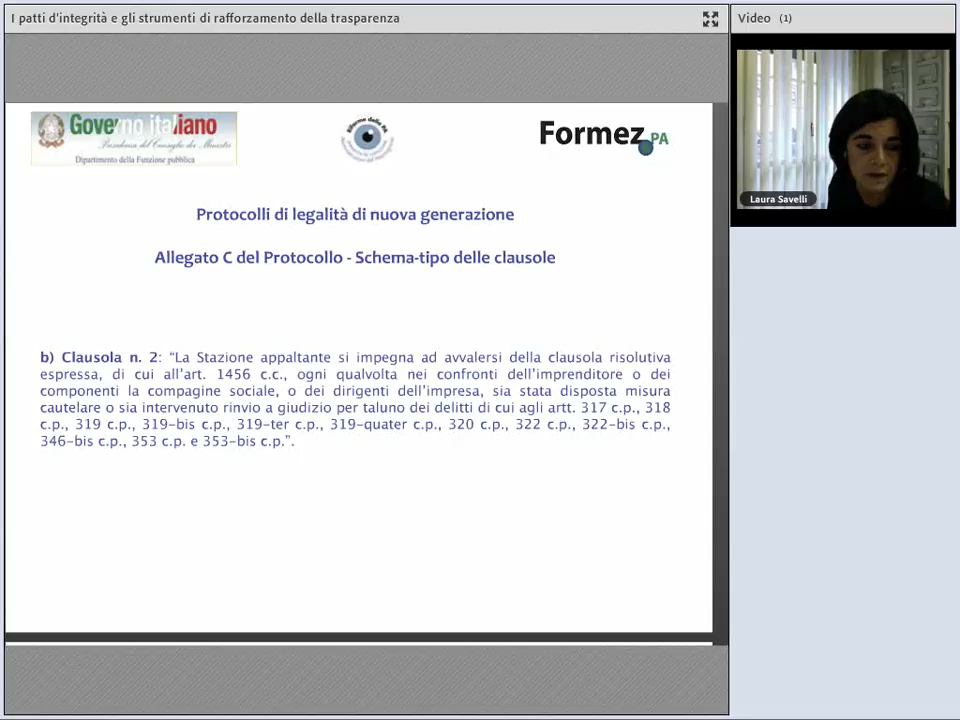 I patti d'integrità e gli strumenti di rafforzamento della trasparenza
Video (1)
Governo italiano
Presidenza del Consiglio dei Ministri
Dipartimento della Funzione pubblica
Formez PA
Laura Savelli
Protocolli di legalità di nuova generazione
Allegato C del Protocollo - Schema-tipo delle clausole
b) Clausola n. 2: “La Stazione appaltante si impegna ad avvalersi della clausola risolutiva
espressa, di cui all’art. 1456 c.c., ogni qualvolta nei confronti dell’imprenditore o dei
componenti la compagine sociale, o dei dirigenti dell’impresa, sia stata disposta misura
cautelare o sia intervenuto rinvio a giudizio per taluno dei delitti di cui agli artt. 317 c.p., 318
c.p., 319 c.p., 319-bis c.p., 319-ter c.p., 319-quater c.p., 320 c.p., 322 c.p., 322-bis c.p.,
346-bis c.p., 353 c.p. e 353-bis c.p.”.